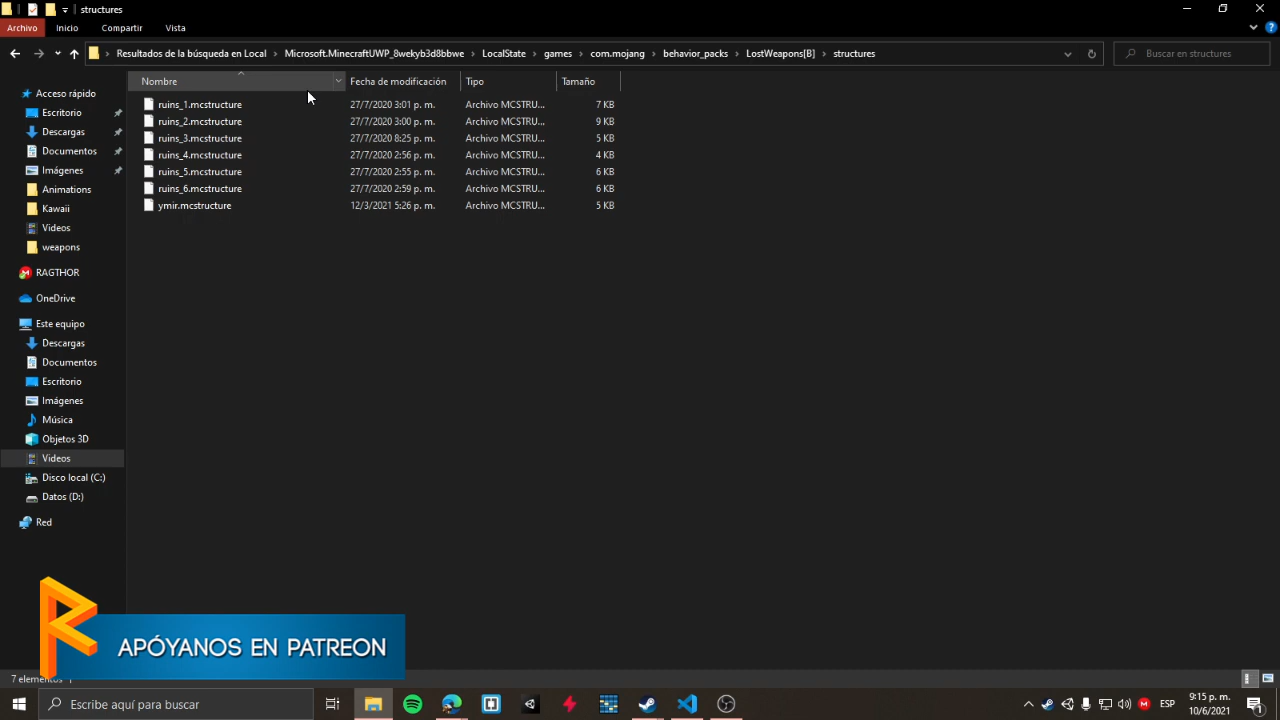 structures
Archivo Inicio Compartir Vista
Resultados de la búsqueda en Local > Microsoft.MinecraftUWP_8wekyb3d8bbwe > LocalState > games > com.mojang > behavior_packs > LostWeapons[B] > structures
Buscar en structures
Nombre Fecha de modificación Tipo Tamaño
ruins_1.mcstructure 27/7/2020 3:01 p. m. Archivo MCSTRU... 7 KB
ruins_2.mcstructure 27/7/2020 3:00 p. m. Archivo MCSTRU... 9 KB
ruins_3.mcstructure 27/7/2020 8:25 p. m. Archivo MCSTRU... 5 KB
ruins_4.mcstructure 27/7/2020 2:56 p. m. Archivo MCSTRU... 4 KB
ruins_5.mcstructure 27/7/2020 2:55 p. m. Archivo MCSTRU... 6 KB
ruins_6.mcstructure 27/7/2020 2:59 p. m. Archivo MCSTRU... 6 KB
ymir.mcstructure 12/3/2021 5:26 p. m. Archivo MCSTRU... 5 KB
Acceso rápido
Escritorio
Descargas
Documentos
Imágenes
Animations
Kawaii
Videos
weapons
RAGTHOR
OneDrive
Este equipo
Descargas
Documentos
Escritorio
Imágenes
Música
Objetos 3D
Videos
Disco local (C:)
Datos (D:)
Red
APÓYANOS EN PATREON
7 elementos
Escribe aquí para buscar
ESP
9:15 p. m.
10/6/2021